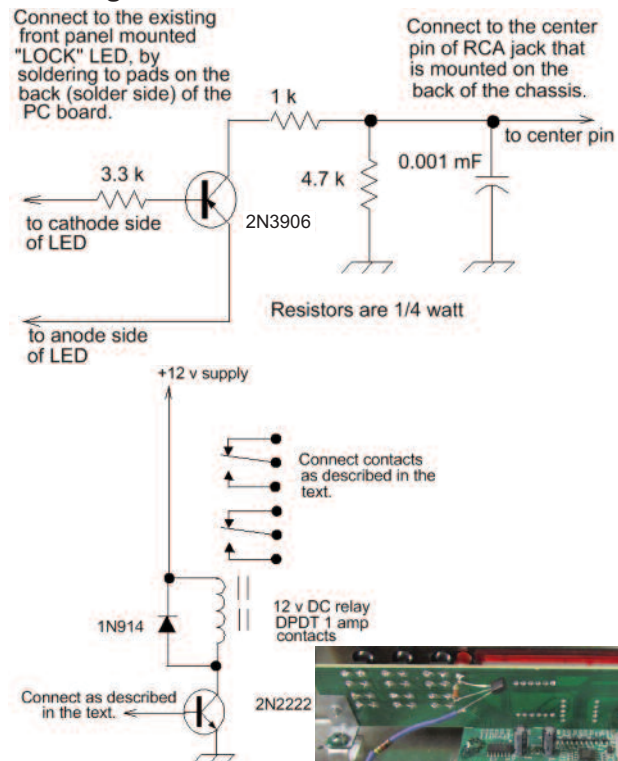 Connect to the existing
front panel mounted
"LOCK" LED, by
soldering to pads on the
back (solder side) of the
PC board.
Connect to the center
pin of RCA jack that
is mounted on the
back of the chassis.
1 k
to center pin
3.3 k
4.7 k
0.001 mF
2N3906
to cathode side
of LED
Resistors are 1/4 watt
to anode side
of LED
+12 v supply
Connect contacts
as described in the
text.
12 v DC relay
DPDT 1 amp
contacts
1N914
Connect as described
in the text.
2N2222